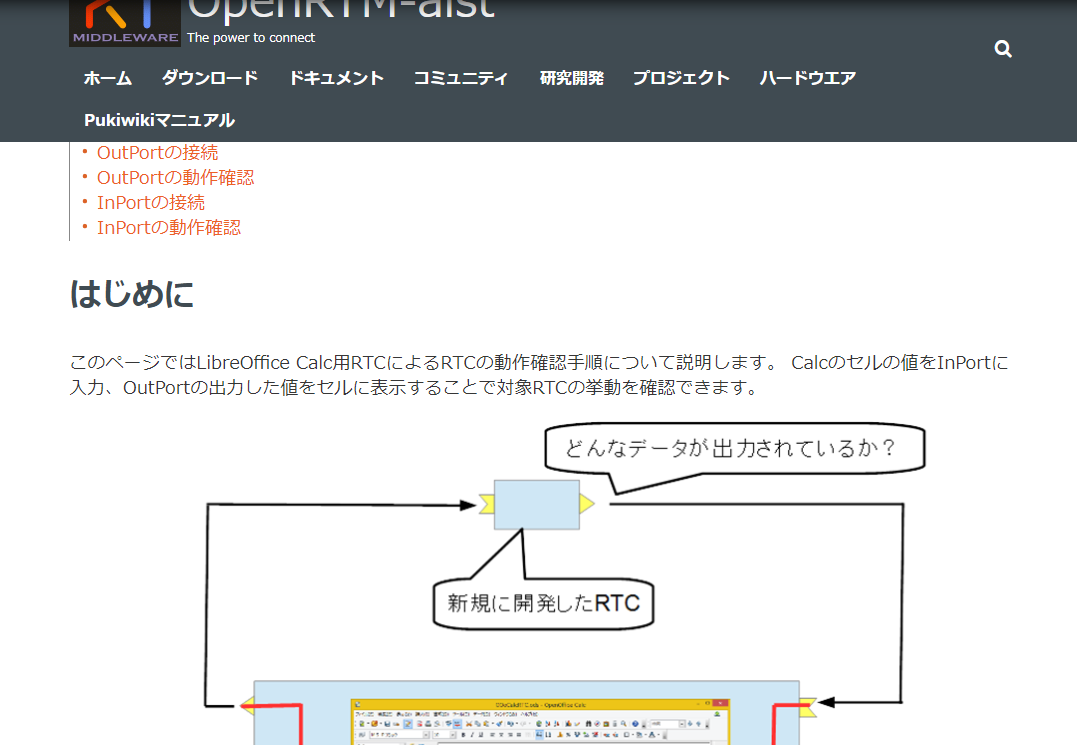 OpenRTM-aist
MIDDLEWARE
The power to connect
ホーム ダウンロード ドキュメント コミュニティ 研究開発 プロジェクト ハードウエア
Pukiwikiマニュアル
• OutPortの接続
• OutPortの動作確認
• InPortの接続
• InPortの動作確認
はじめに
このページではLibreOffice Calc用RTCによるRTCの動作確認手順について説明します。 Calcのセルの値をInPortに
入力、OutPortの出力した値をセルに表示することで対象RTCの挙動を確認できます。
どんなデータが出力されているか？
新規に開発したRTC